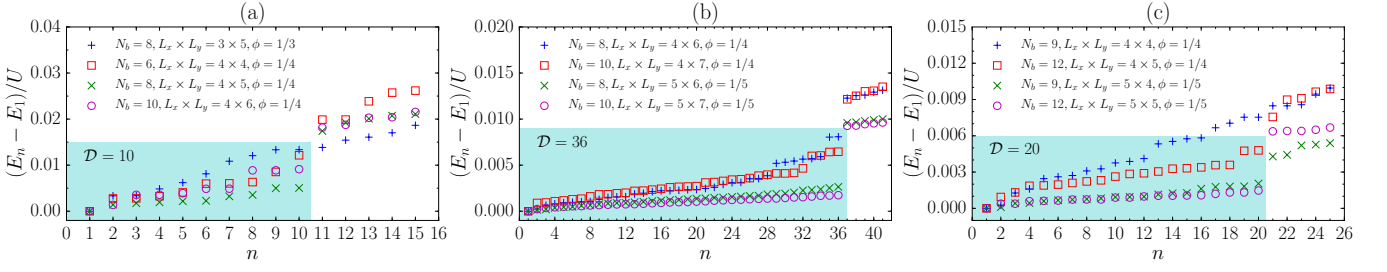 (a)
(E_n − E_1)/U
0.04
0.03
0.02
0.01
0.00
N_b = 8, L_x × L_y = 3 × 5, ϕ = 1/3
N_b = 6, L_x × L_y = 4 × 4, ϕ = 1/4
N_b = 8, L_x × L_y = 4 × 5, ϕ = 1/4
N_b = 10, L_x × L_y = 4 × 6, ϕ = 1/4
𝒟 = 10
0 1 2 3 4 5 6 7 8 9 10 11 12 13 14 15 16
n
(b)
(E_n − E_1)/U
0.020
0.015
0.010
0.005
0.000
N_b = 8, L_x × L_y = 4 × 6, ϕ = 1/4
N_b = 10, L_x × L_y = 4 × 7, ϕ = 1/4
N_b = 8, L_x × L_y = 5 × 6, ϕ = 1/5
N_b = 10, L_x × L_y = 5 × 7, ϕ = 1/5
𝒟 = 36
0 4 8 12 16 20 24 28 32 36 40
n
(c)
(E_n − E_1)/U
0.015
0.012
0.009
0.006
0.003
0.000
N_b = 9, L_x × L_y = 4 × 4, ϕ = 1/4
N_b = 12, L_x × L_y = 4 × 5, ϕ = 1/4
N_b = 9, L_x × L_y = 5 × 4, ϕ = 1/5
N_b = 12, L_x × L_y = 5 × 5, ϕ = 1/5
𝒟 = 20
0 2 4 6 8 10 12 14 16 18 20 22 24 26
n